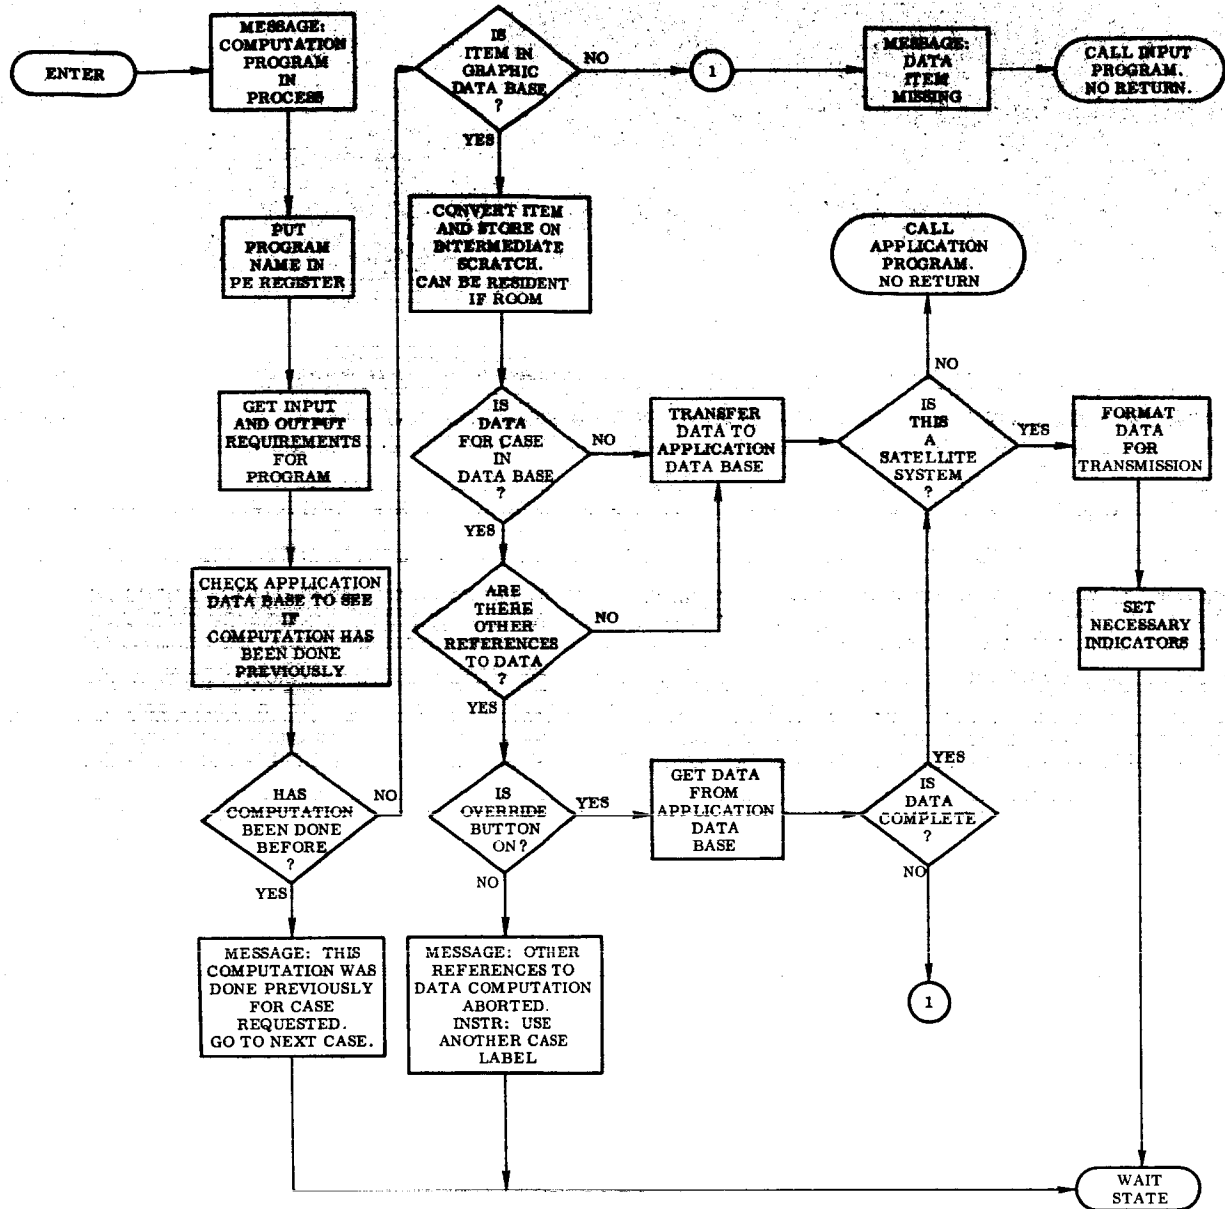 ENTER
MESSAGE:
COMPUTATION
PROGRAM
IN
PROCESS
PUT
PROGRAM
NAME IN
PE REGISTER
GET INPUT
AND OUTPUT
REQUIREMENTS
FOR
PROGRAM
CHECK APPLICATION
DATA BASE TO SEE
IF
COMPUTATION HAS
BEEN DONE
PREVIOUSLY
HAS
COMPUTATION
BEEN DONE
BEFORE
?
NO
YES
MESSAGE: THIS
COMPUTATION WAS
DONE PREVIOUSLY
FOR CASE
REQUESTED.
GO TO NEXT CASE.
IS
ITEM IN
GRAPHIC
DATA BASE
?
NO
YES
1
MESSAGE:
DATA
ITEM
MISSING
CALL INPUT
PROGRAM.
NO RETURN.
CONVERT ITEM
AND STORE ON
INTERMEDIATE
SCRATCH.
CAN BE RESIDENT
IF ROOM
IS
DATA
FOR CASE
IN
DATA BASE
?
NO
YES
TRANSFER
DATA TO
APPLICATION
DATA BASE
ARE
THERE
OTHER
REFERENCES
TO DATA
?
NO
YES
IS
OVERRIDE
BUTTON
ON?
YES
NO
MESSAGE: OTHER
REFERENCES TO
DATA COMPUTATION
ABORTED.
INSTR: USE
ANOTHER CASE
LABEL
GET DATA
FROM
APPLICATION
DATA
BASE
IS
DATA
COMPLETE
?
YES
NO
1
IS
THIS
A
SATELLITE
SYSTEM
?
NO
YES
CALL
APPLICATION
PROGRAM.
NO RETURN
FORMAT
DATA
FOR
TRANSMISSION
SET
NECESSARY
INDICATORS
WAIT
STATE